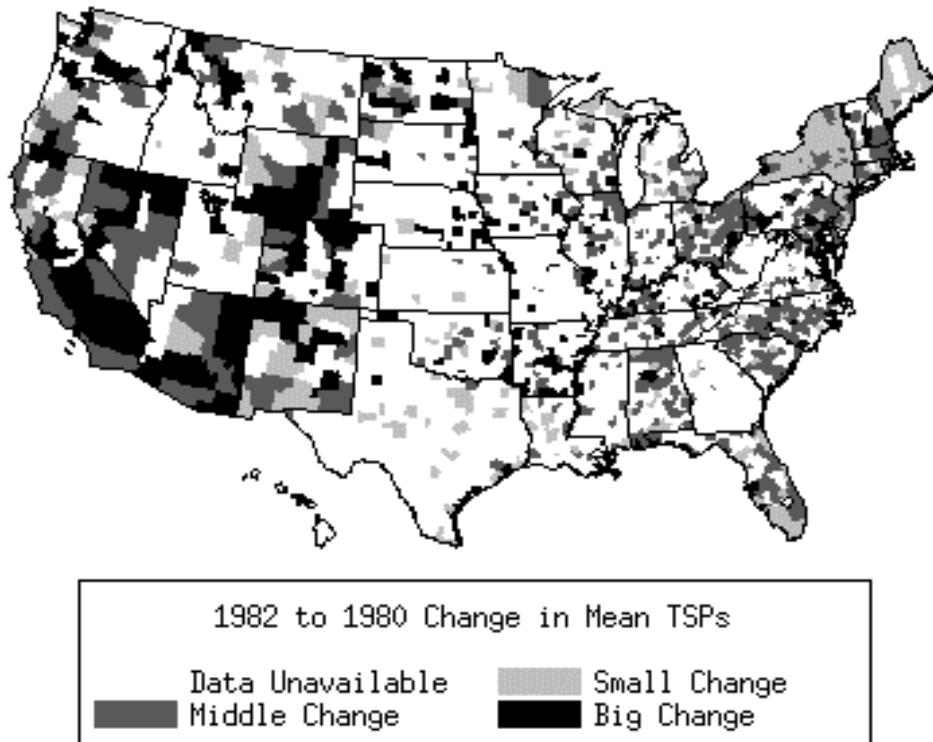 1982 to 1980 Change in Mean TSPs
Data Unavailable Small Change
Middle Change Big Change